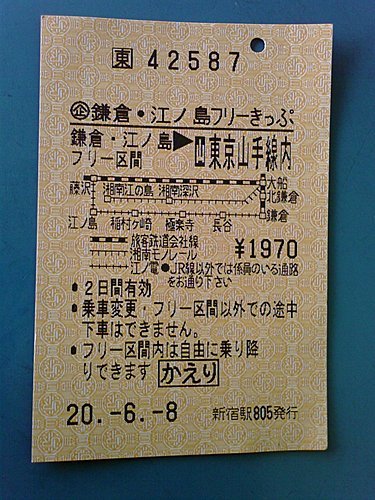 東 42587
企鎌倉・江ノ島フリーきっぷ
鎌倉・江ノ島▶山東京山手線内
フリー区間
藤沢 湘南江の島 湘南深沢 大船
北鎌倉
鎌倉
江ノ島 稲村ヶ崎 極楽寺 長谷
旅客鉄道会社線 ¥1970
湘南モノレール
江ノ電 ●JR線以外では係員のいる通路
をお通り下さい
・2日間有効
・乗車変更・フリー区間以外での途中
下車はできません。
・フリー区間内は自由に乗り降
りできます かえり
20.-6.-8 新宿駅805発行